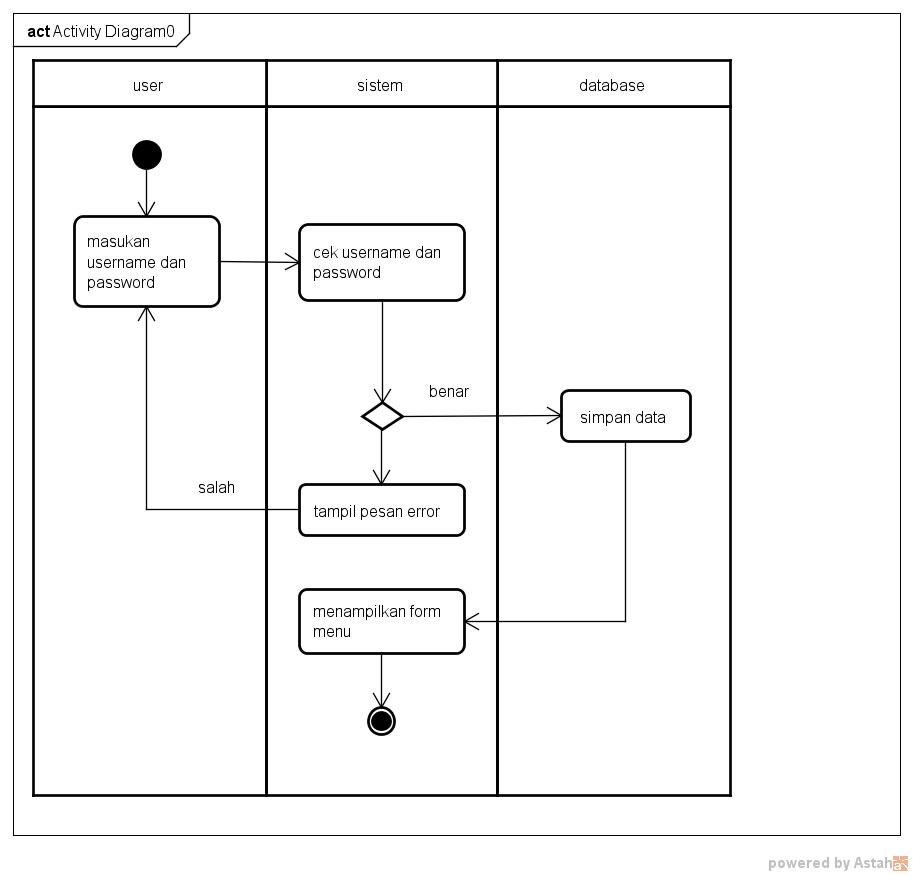 act Activity Diagram0
user
sistem
database
masukan
username dan
password
cek username dan
password
benar
simpan data
salah
tampil pesan error
menampilkan form
menu
powered by Astah